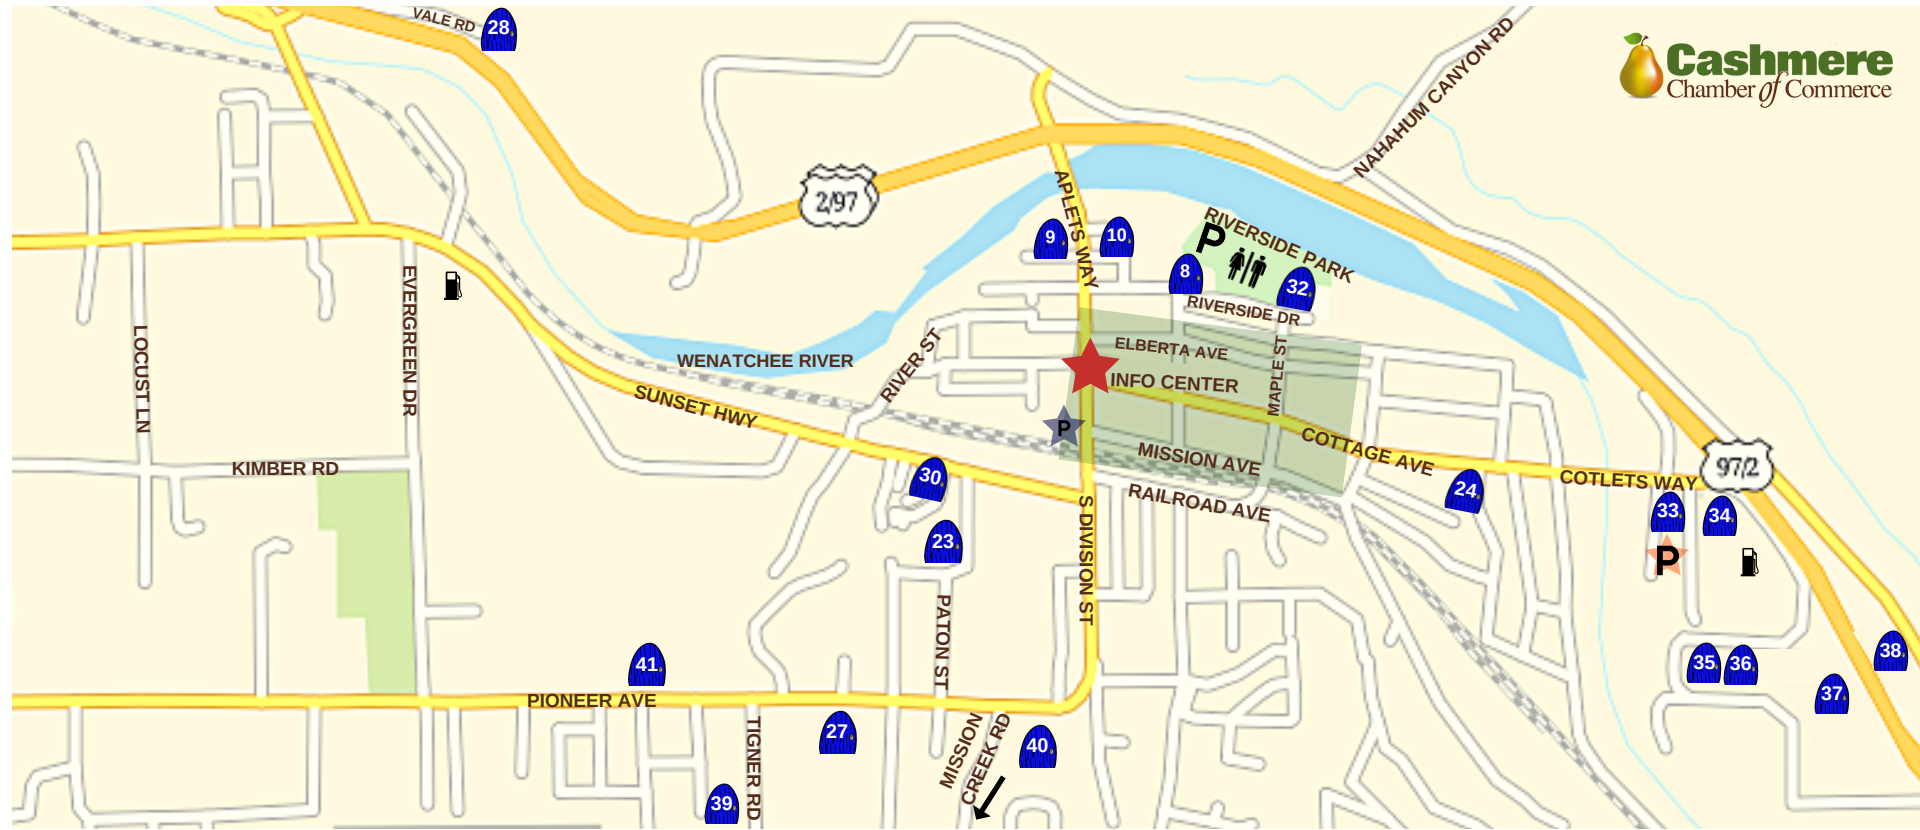 VALE RD
28
Cashmere
Chamber of Commerce
NAHAHUM CANYON RD
2/97
APLETS WAY
9
10
RIVERSIDE PARK
P
8
32
RIVERSIDE DR
EVERGREEN DR
LOCUST LN
WENATCHEE RIVER
RIVER ST
ELBERTA AVE
INFO CENTER
MAPLE ST
SUNSET HWY
P
COTTAGE AVE
MISSION AVE
KIMBER RD
97/2
COTLETS WAY
30
24
RAILROAD AVE
S DIVISION ST
33
34
23
P
PATON ST
41
35
36
38
37
PIONEER AVE
TIGNER RD
27
MISSION
CREEK RD
40
39